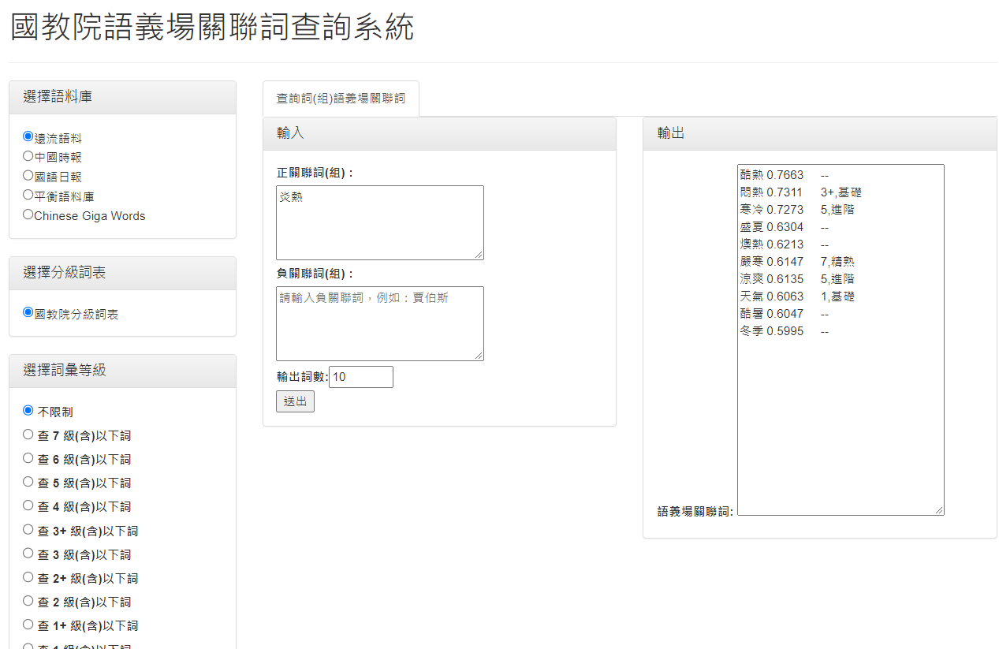 國教院語義場關聯詞查詢系統
選擇語料庫
遠流語料
中國時報
國語日報
平衡語料庫
Chinese Giga Words
選擇分級詞表
國教院分級詞表
選擇詞彙等級
不限制
查 7 級(含)以下詞
查 6 級(含)以下詞
查 5 級(含)以下詞
查 4 級(含)以下詞
查 3+ 級(含)以下詞
查 3 級(含)以下詞
查 2+ 級(含)以下詞
查 2 級(含)以下詞
查 1+ 級(含)以下詞
查 1 級(含)以下詞
查詢詞(組)語義場關聯詞
輸入
正關聯詞(組)：
炎熱
負關聯詞(組)：
請輸入負關聯詞，例如：賈伯斯
輸出詞數: 10
送出
輸出
酷熱 0.7663 --
悶熱 0.7311 3+,基礎
寒冷 0.7273 5,進階
盛夏 0.6304 --
燠熱 0.6213 --
嚴寒 0.6147 7,精熟
涼爽 0.6135 5,進階
天氣 0.6063 1,基礎
酷暑 0.6047 --
冬季 0.5995 --
語義場關聯詞: